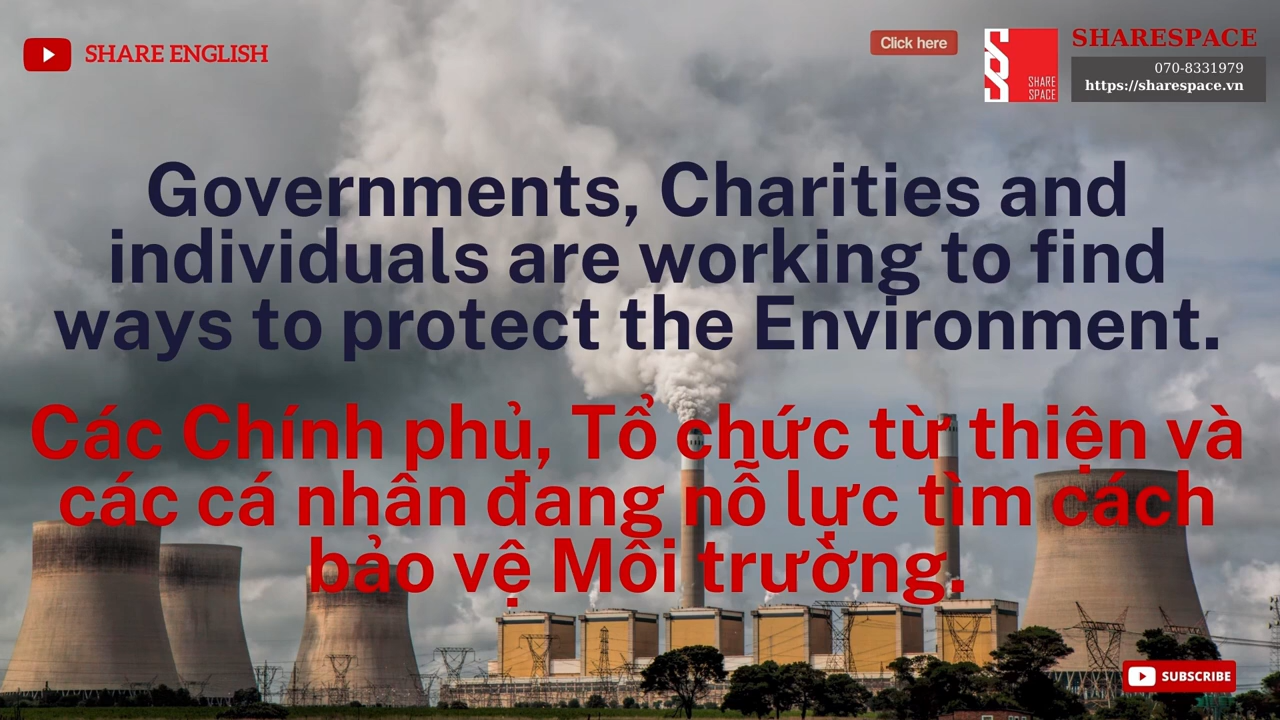 SHARE ENGLISH
Click here
SHARE
SPACE
SHARESPACE
070-8331979
https://sharespace.vn
Governments, Charities and
individuals are working to find
ways to protect the Environment.
Các Chính phủ, Tổ chức từ thiện và
các cá nhân đang nỗ lực tìm cách
bảo vệ Môi trường.
SUBSCRIBE